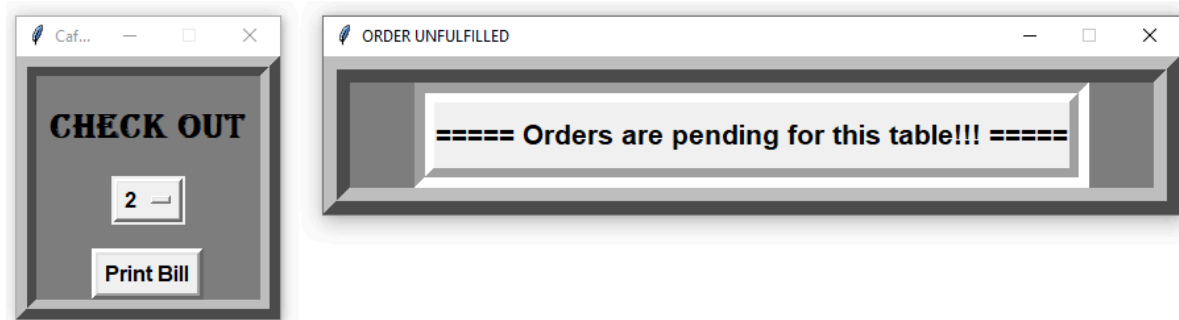 Caf...
CHECK OUT
2
Print Bill
ORDER UNFULFILLED
===== Orders are pending for this table!!! =====